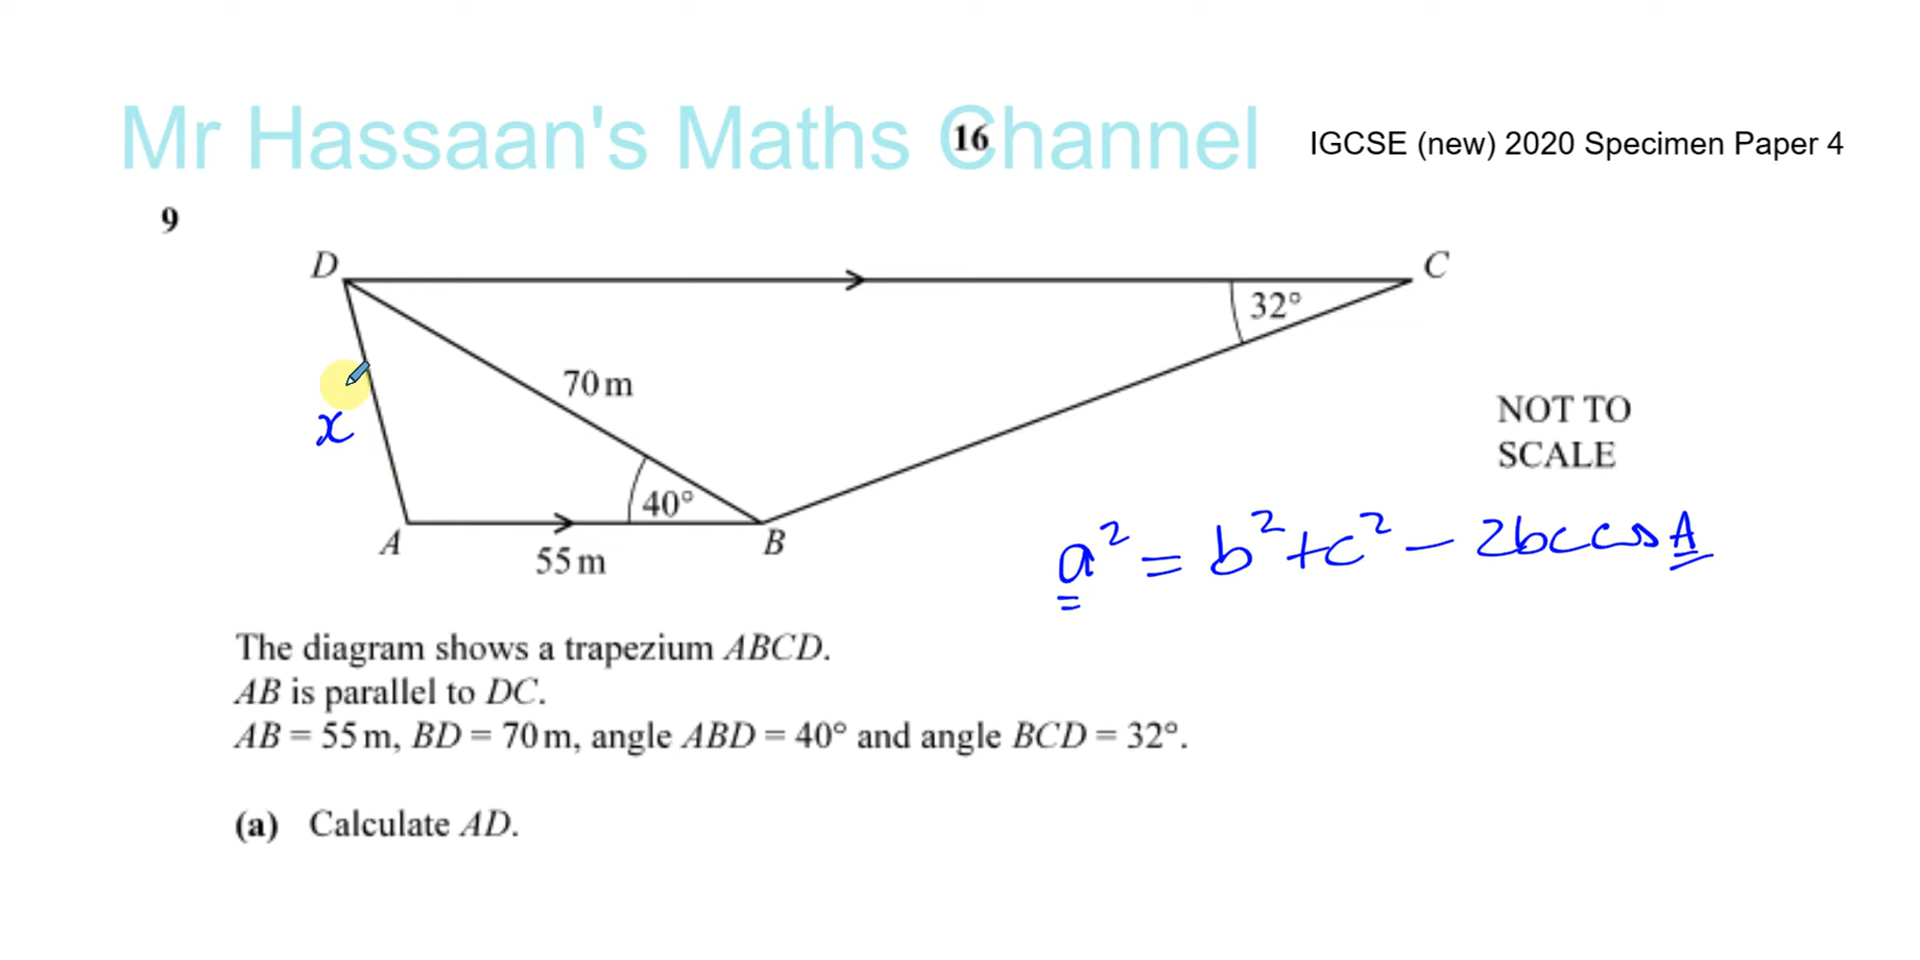 Mr Hassaan's Maths Channel
16
IGCSE (new) 2020 Specimen Paper 4
9
D
C
32°
70 m
x
NOT TO
SCALE
40°
A
B
55 m
a² = b² + c² − 2bc cos A
The diagram shows a trapezium ABCD.
AB is parallel to DC.
AB = 55 m, BD = 70 m, angle ABD = 40° and angle BCD = 32°.
(a) Calculate AD.